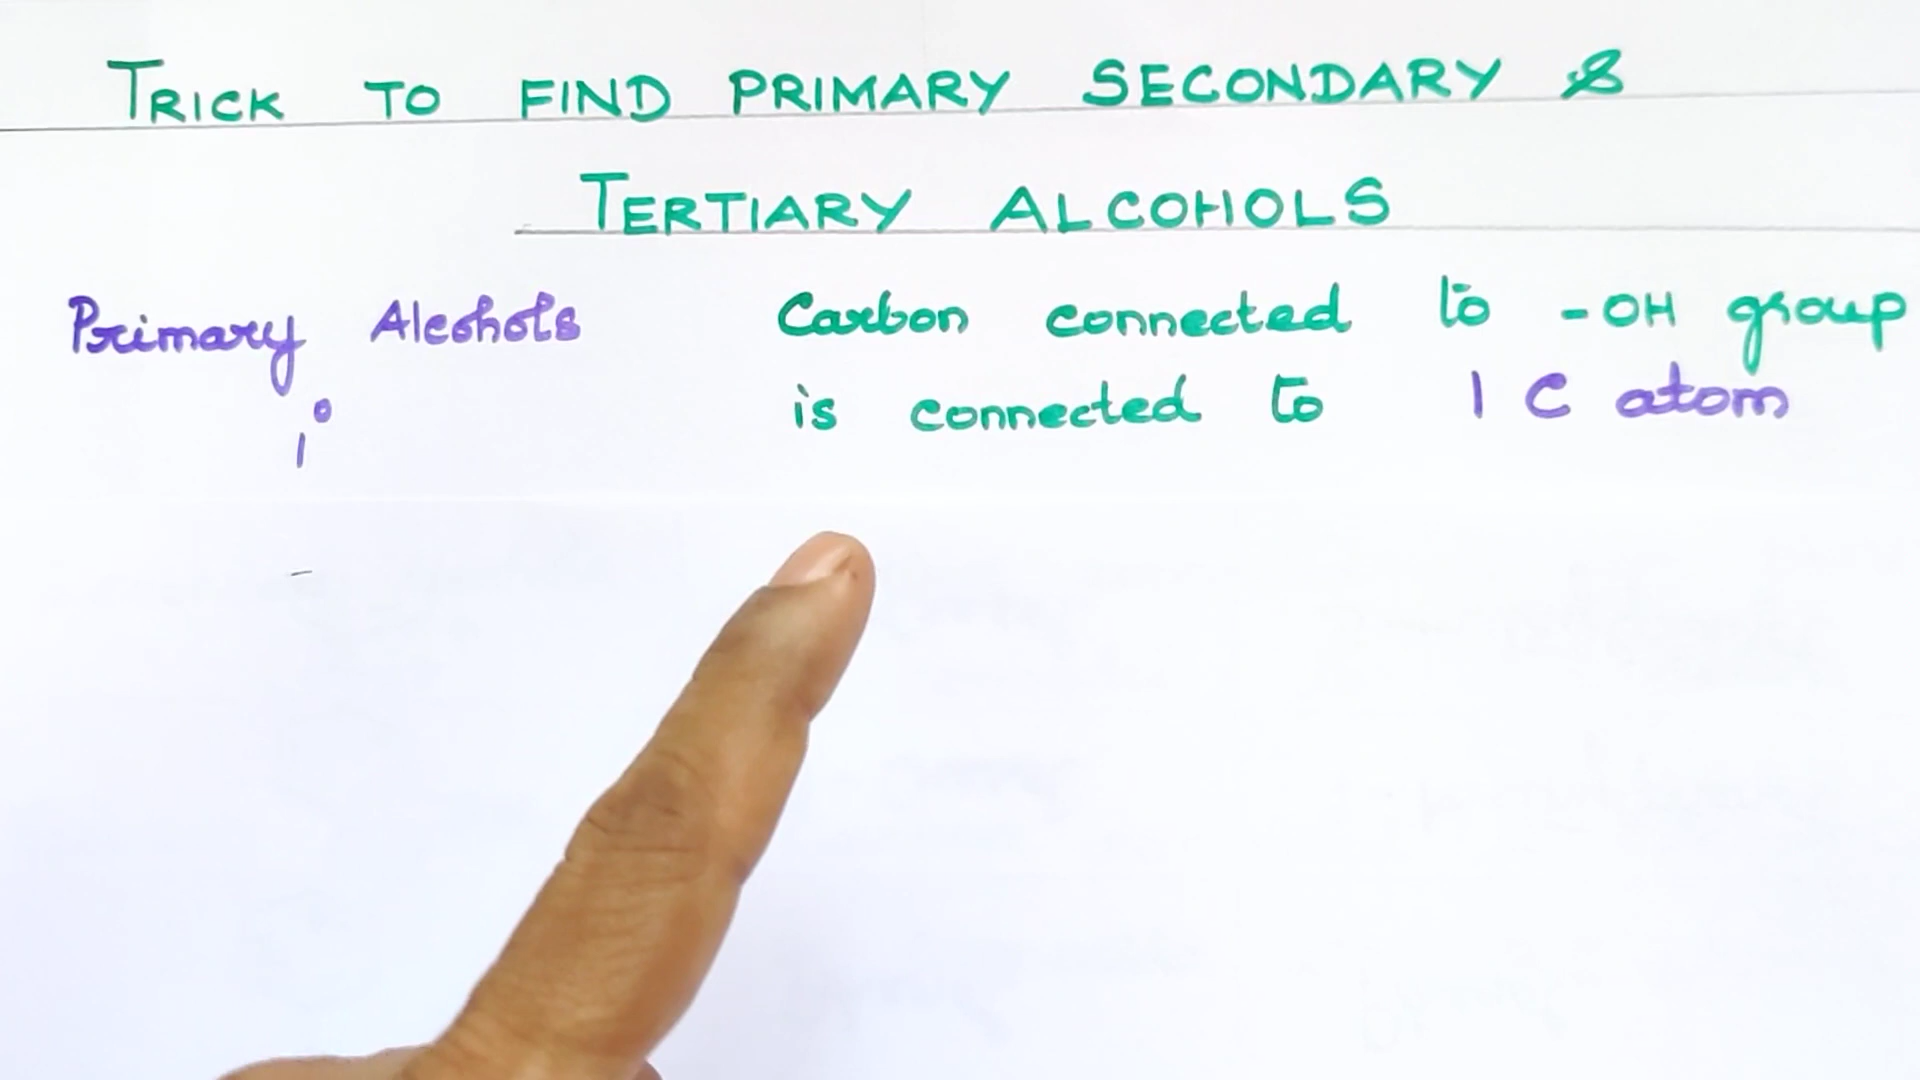 TRICK TO FIND PRIMARY SECONDARY &
TERTIARY ALCOHOLS
Primary Alcohols
1°
Carbon connected to -OH group
is connected to 1 C atom